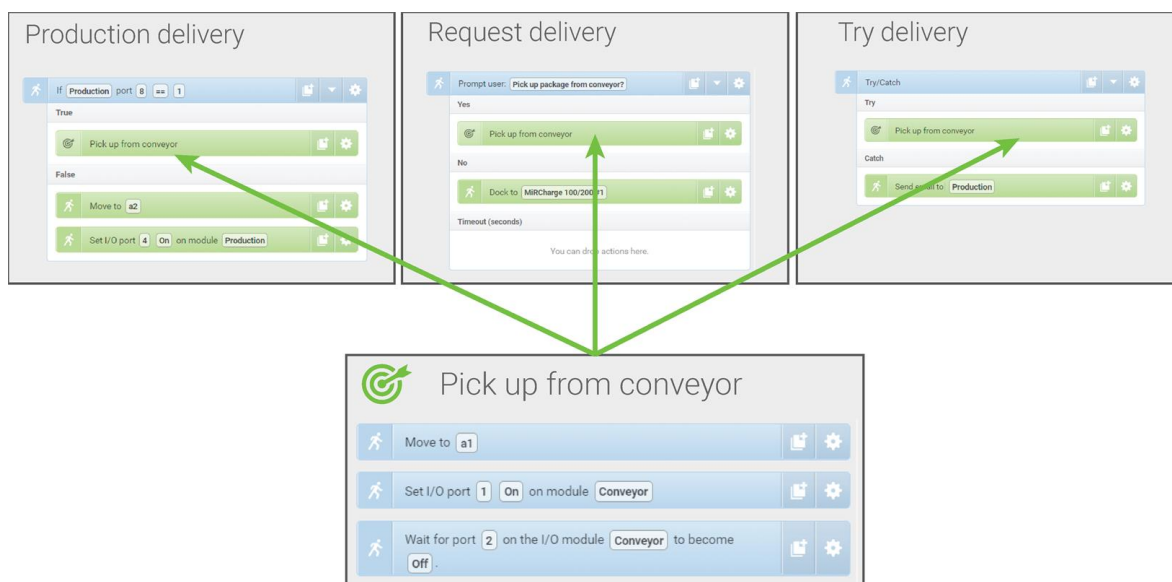 Production delivery
If Production port 8 == 1
True
Pick up from conveyor
False
Move to a2
Set I/O port 4 On on module Production
Request delivery
Prompt user: Pick up package from conveyor?
Yes
Pick up from conveyor
No
Dock to MiRCharge 100/200 #1
Timeout (seconds)
You can drop actions here.
Try delivery
Try/Catch
Try
Pick up from conveyor
Catch
Send email to Production
Pick up from conveyor
Move to a1
Set I/O port 1 On on module Conveyor
Wait for port 2 on the I/O module Conveyor to become
Off .